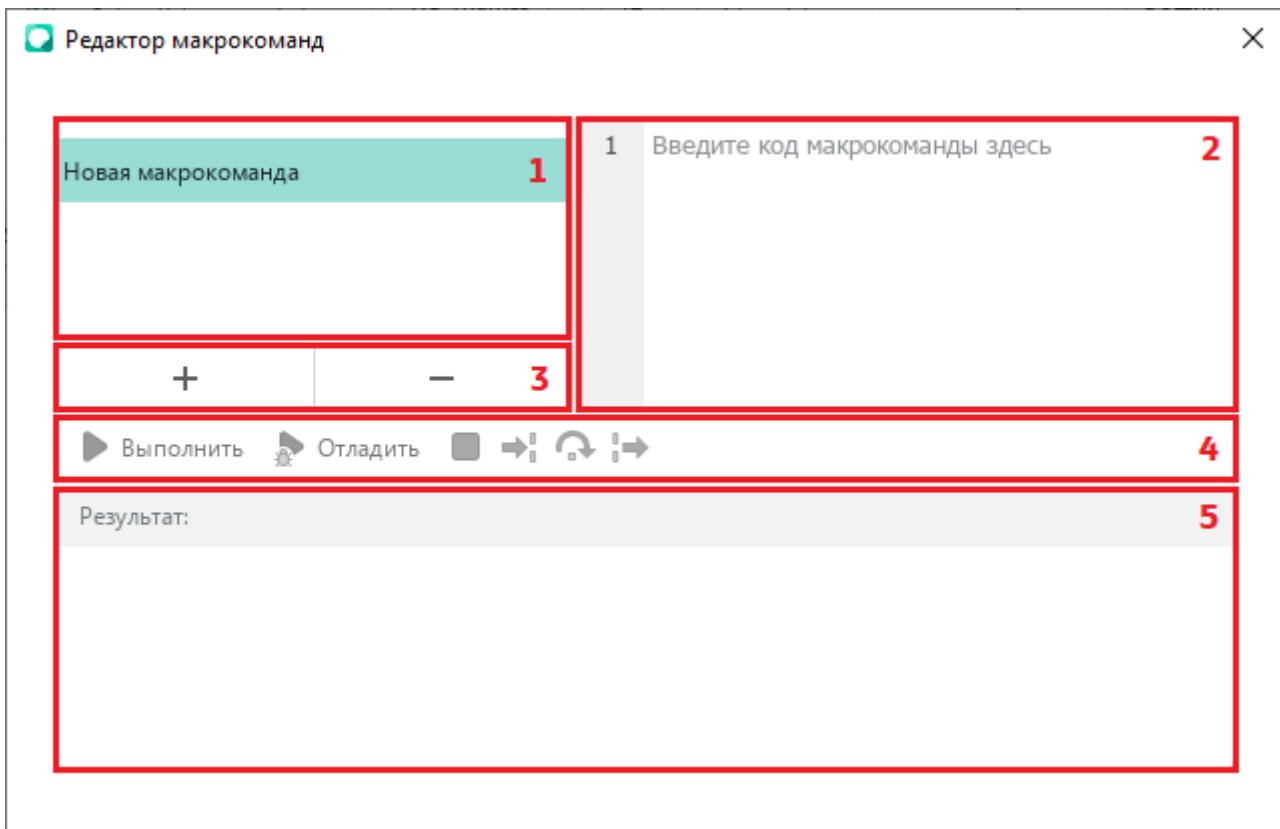 Редактор макрокоманд
Новая макрокоманда 1
1 Введите код макрокоманды здесь 2
+ − 3
Выполнить Отладить 4
Результат: 5